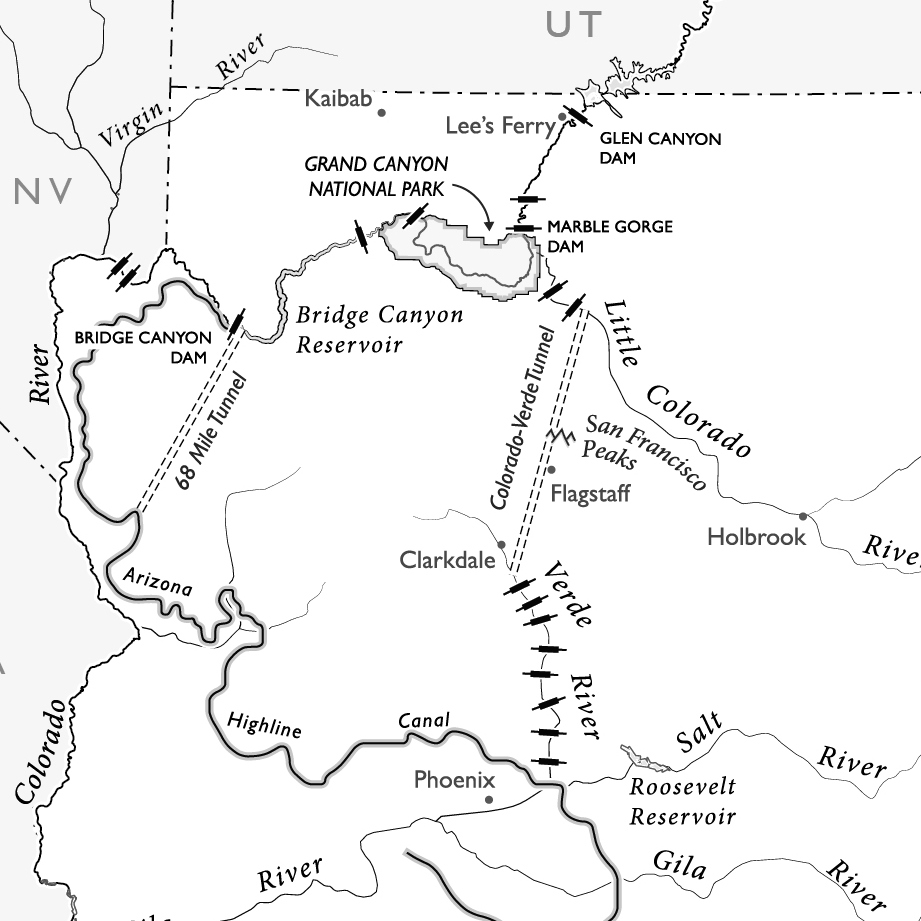 UT
River
Kaibab
Virgin
Lee's Ferry
GLEN CANYON
DAM
GRAND CANYON
NATIONAL PARK
NV
MARBLE GORGE
DAM
Bridge Canyon
Reservoir
BRIDGE CANYON
DAM
River
Little
Colorado
68 Mile Tunnel
Colorado-Verde Tunnel
San Francisco
Peaks
Flagstaff
Holbrook
River
Clarkdale
Arizona
Verde
River
Colorado
Highline
Canal
Salt
River
Phoenix
Roosevelt
Reservoir
River
Gila
River